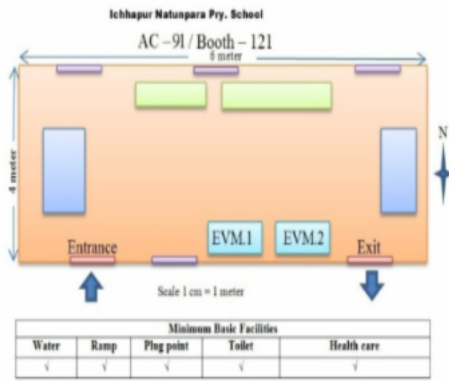 Ichhapur Natunpara Pry. School
AC -91/ Booth - 121
6 meter
4 meter
N
EVM.1 EVM.2
Entrance Exit
Scale 1 cm = 1 meter
Minimum Basic Facilities
Water Ramp Plug point Toilet Health care
√ √ √ √ √